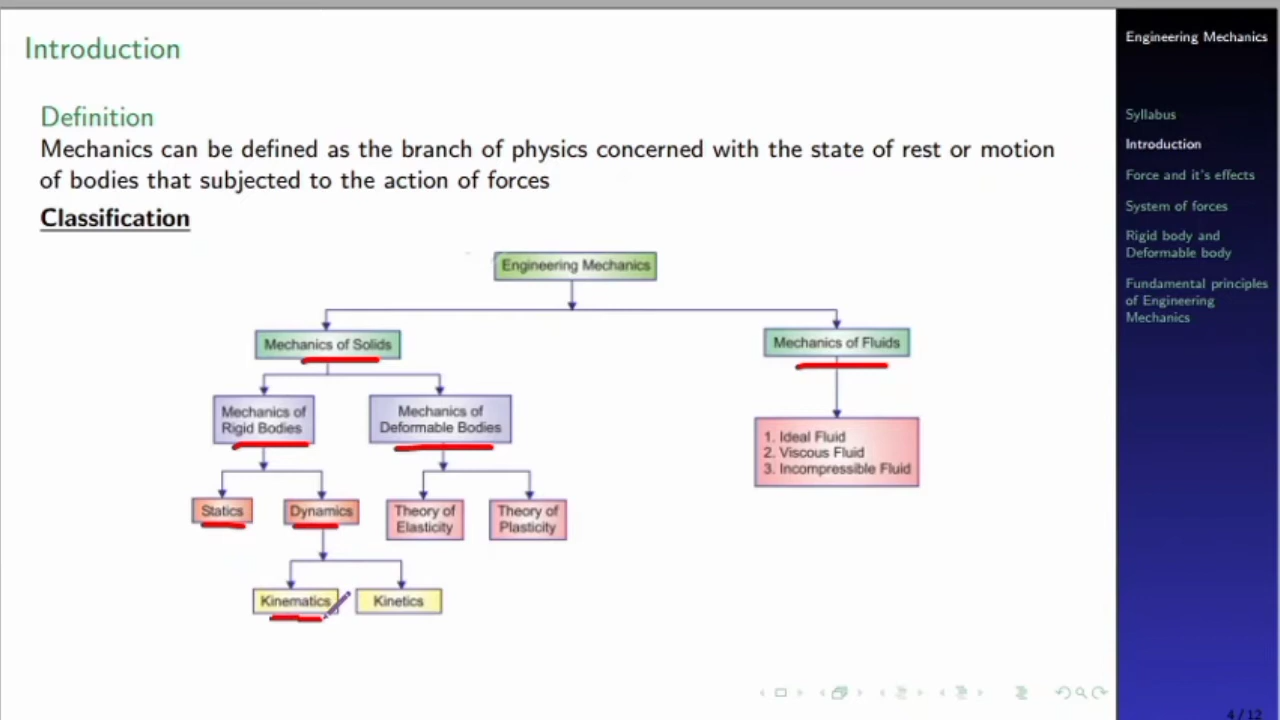 Introduction
Definition
Mechanics can be defined as the branch of physics concerned with the state of rest or motion
of bodies that subjected to the action of forces
Classification
Engineering Mechanics
Mechanics of Solids
Mechanics of Fluids
Mechanics of
Rigid Bodies
Mechanics of
Deformable Bodies
1. Ideal Fluid
2. Viscous Fluid
3. Incompressible Fluid
Statics
Dynamics
Theory of
Elasticity
Theory of
Plasticity
Kinematics
Kinetics
Engineering Mechanics
Syllabus
Introduction
Force and it's effects
System of forces
Rigid body and
Deformable body
Fundamental principles
of Engineering
Mechanics
4 / 12